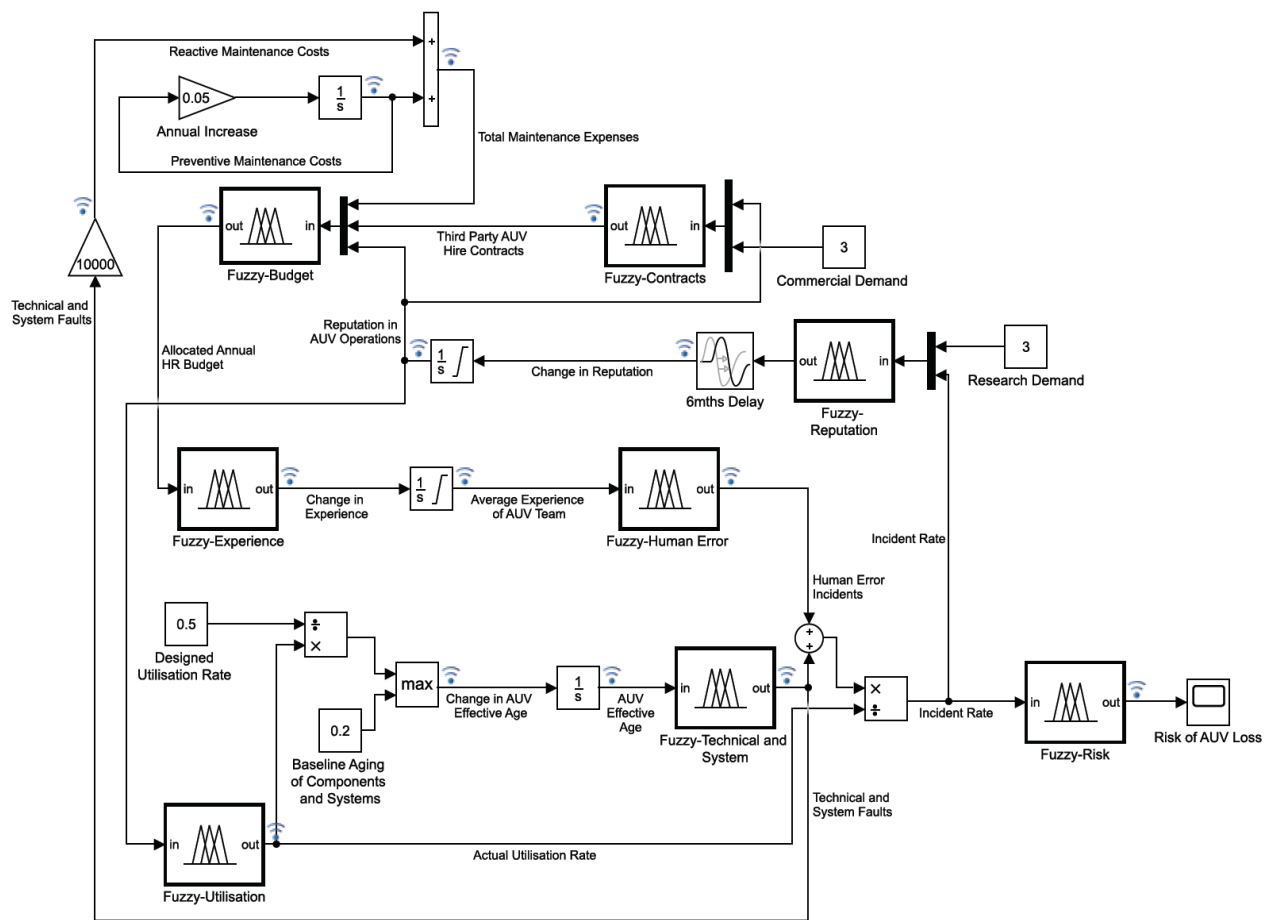 Reactive Maintenance Costs
+
0.05
1
s
+
Annual Increase
Total Maintenance Expenses
Preventive Maintenance Costs
out
in
Fuzzy-Budget
Third Party AUV
Hire Contracts
out
in
Fuzzy-Contracts
3
Commercial Demand
10000
Technical and
System Faults
Allocated Annual
HR Budget
Reputation in
AUV Operations
1
s
Change in Reputation
6mths Delay
out
in
Fuzzy-
Reputation
3
Research Demand
in
out
Fuzzy-Experience
Change in
Experience
1
s
Average Experience
of AUV Team
in
out
Fuzzy-Human Error
Incident Rate
Human Error
Incidents
0.5
Designed
Utilisation Rate
÷
×
max
0.2
Baseline Aging
of Components
and Systems
Change in AUV
Effective Age
1
s
AUV
Effective
Age
in
out
Fuzzy-Technical and
System
+
+
×
÷
Incident Rate
in
out
Fuzzy-Risk
Risk of AUV Loss
Technical and
System Faults
in
out
Fuzzy-Utilisation
Actual Utilisation Rate